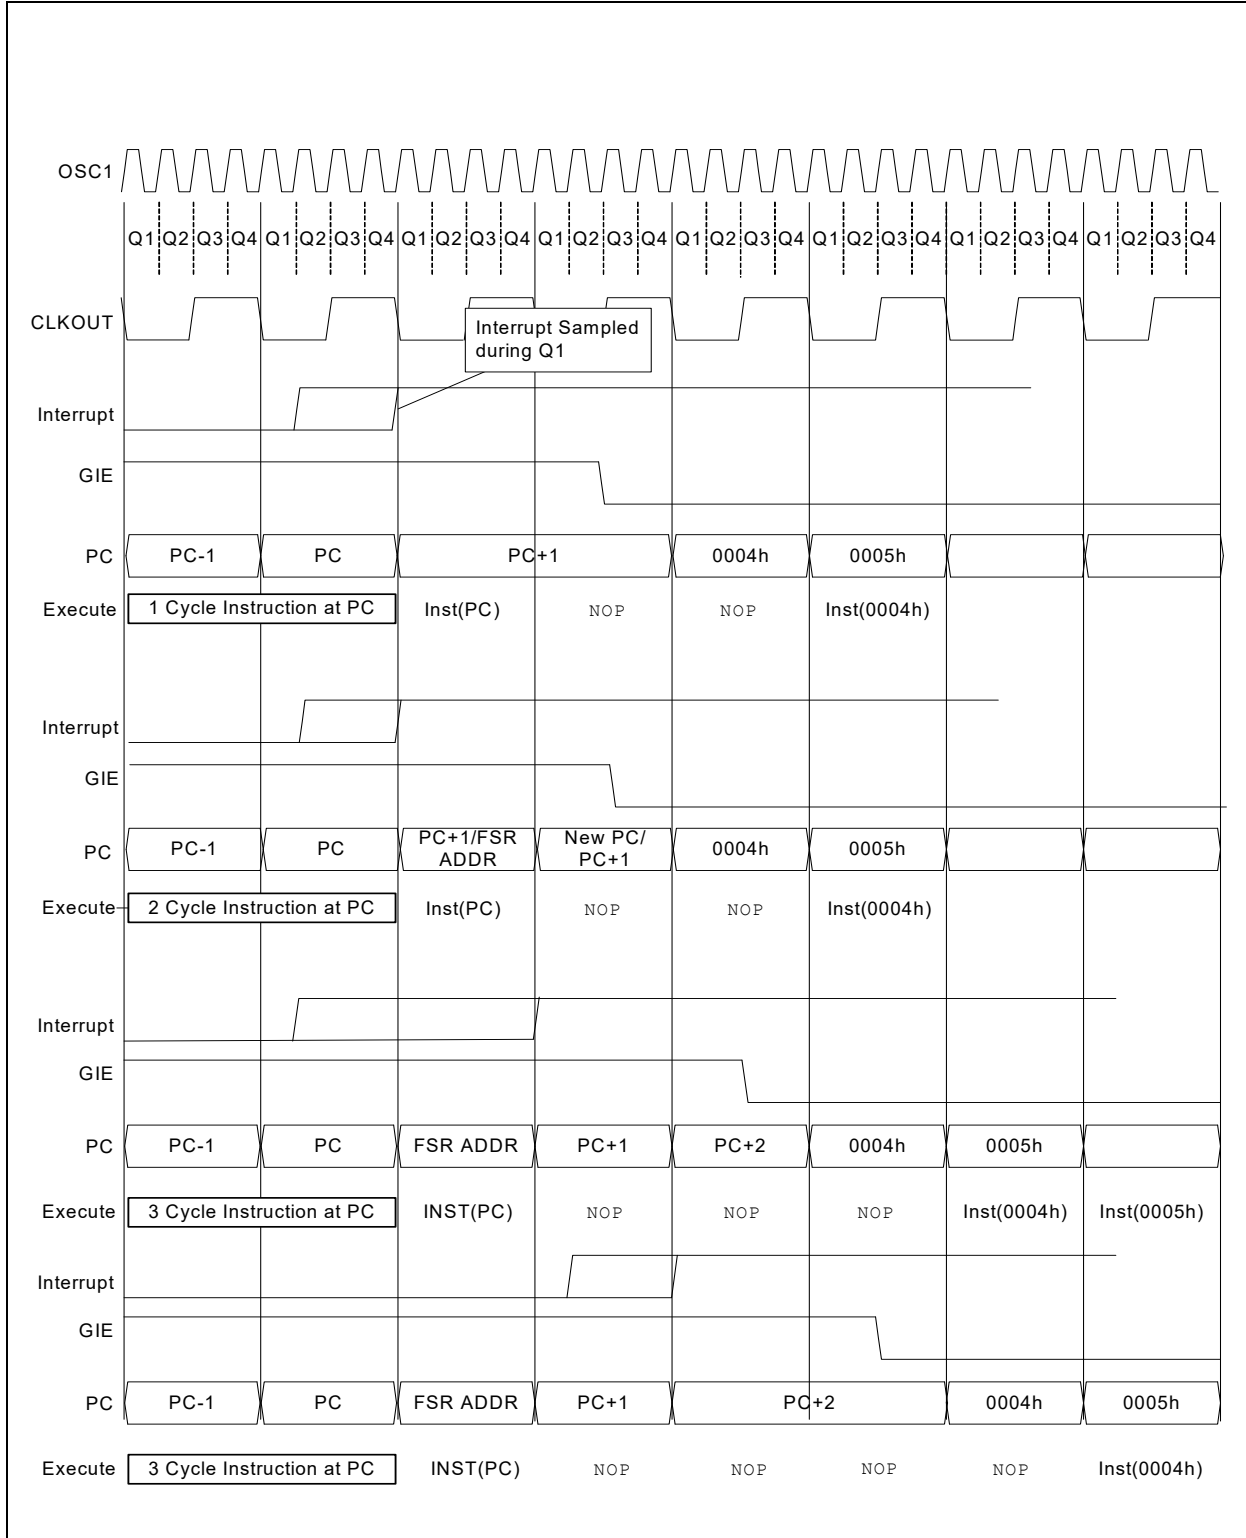 OSC1
Q1 Q2 Q3 Q4 Q1 Q2 Q3 Q4 Q1 Q2 Q3 Q4 Q1 Q2 Q3 Q4 Q1 Q2 Q3 Q4 Q1 Q2 Q3 Q4 Q1 Q2 Q3 Q4 Q1 Q2 Q3 Q4
CLKOUT
Interrupt Sampled
during Q1
Interrupt
GIE
PC PC-1 PC PC+1 0004h 0005h
Execute 1 Cycle Instruction at PC Inst(PC) NOP NOP Inst(0004h)
Interrupt
GIE
PC PC-1 PC PC+1/FSR ADDR New PC/ PC+1 0004h 0005h
Execute 2 Cycle Instruction at PC Inst(PC) NOP NOP Inst(0004h)
Interrupt
GIE
PC PC-1 PC FSR ADDR PC+1 PC+2 0004h 0005h
Execute 3 Cycle Instruction at PC INST(PC) NOP NOP NOP Inst(0004h) Inst(0005h)
Interrupt
GIE
PC PC-1 PC FSR ADDR PC+1 PC+2 0004h 0005h
Execute 3 Cycle Instruction at PC INST(PC) NOP NOP NOP NOP Inst(0004h)